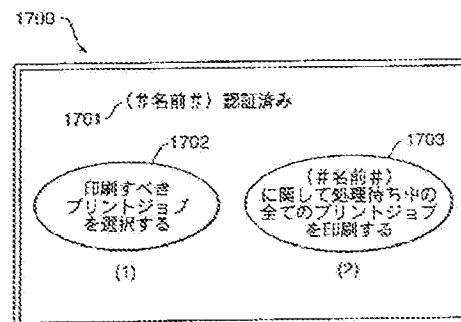 1700
(#名前#) 認証済み
1701
1702
印刷すべき
プリントジョブ
を選択する
(1)
1703
(#名前#)
に関して処理待ち中の
全てのプリントジョブ
を印刷する
(2)